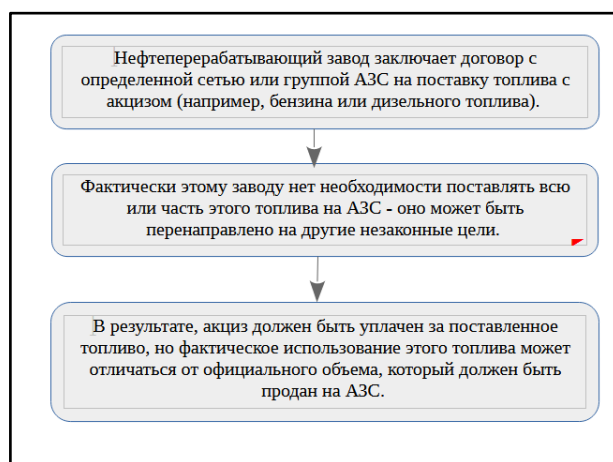 Нефтеперерабатывающий завод заключает договор с
определенной сетью или группой АЗС на поставку топлива с
акцизом (например, бензина или дизельного топлива).
Фактически этому заводу нет необходимости поставлять всю
или часть этого топлива на АЗС - оно может быть
перенаправлено на другие незаконные цели.
В результате, акциз должен быть уплачен за поставленное
топливо, но фактическое использование этого топлива может
отличаться от официального объема, который должен быть
продан на АЗС.